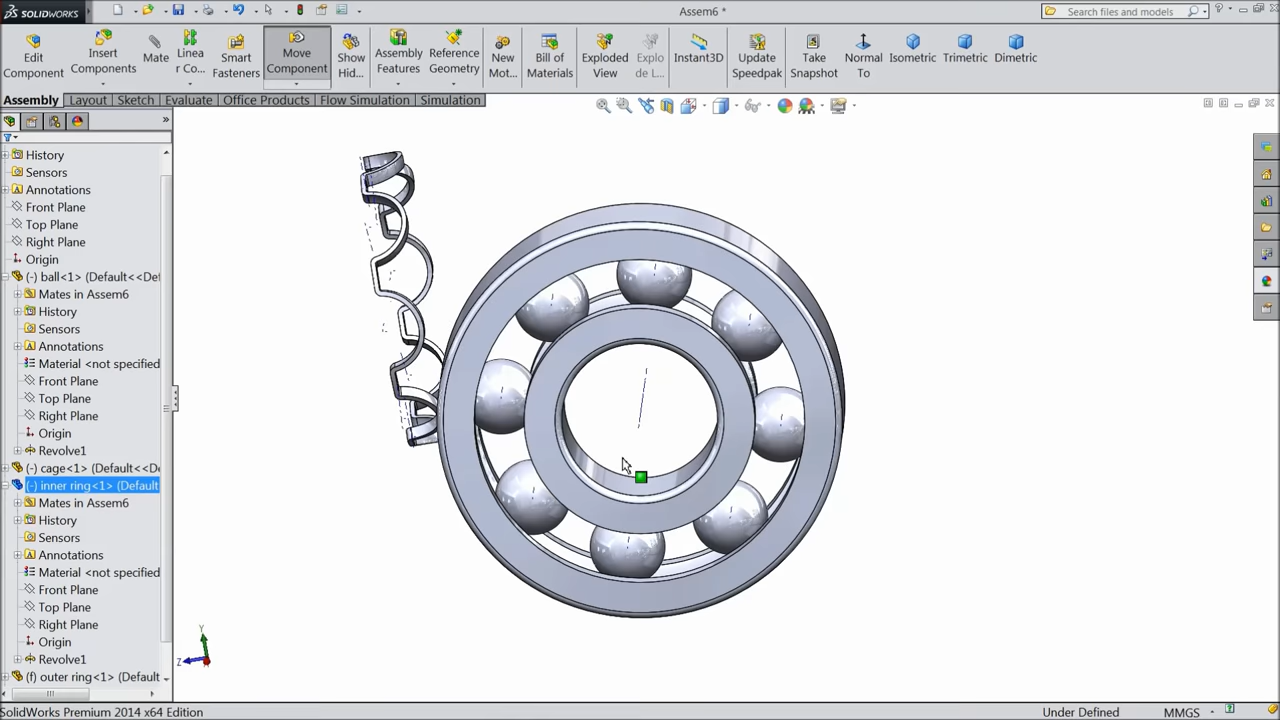 SOLIDWORKS
Assem6 *
Search files and models
Edit Component
Insert Components
Mate
Linea r Co...
Smart Fasteners
Move Component
Show Hid...
Assembly Features
Reference Geometry
New Mot...
Bill of Materials
Exploded View
Explo de L...
Instant3D
Update Speedpak
Take Snapshot
Normal To
Isometric
Trimetric
Dimetric
Assembly
Layout
Sketch
Evaluate
Office Products
Flow Simulation
Simulation
History
Sensors
Annotations
Front Plane
Top Plane
Right Plane
Origin
(-) ball<1> (Default<<Def
Mates in Assem6
History
Sensors
Annotations
Material <not specified
Front Plane
Top Plane
Right Plane
Origin
Revolve1
(-) cage<1> (Default<<D
(-) inner ring<1> (Default
Mates in Assem6
History
Sensors
Annotations
Material <not specified
Front Plane
Top Plane
Right Plane
Origin
Revolve1
(f) outer ring<1> (Default
Y
Z
SolidWorks Premium 2014 x64 Edition
Under Defined
MMGS